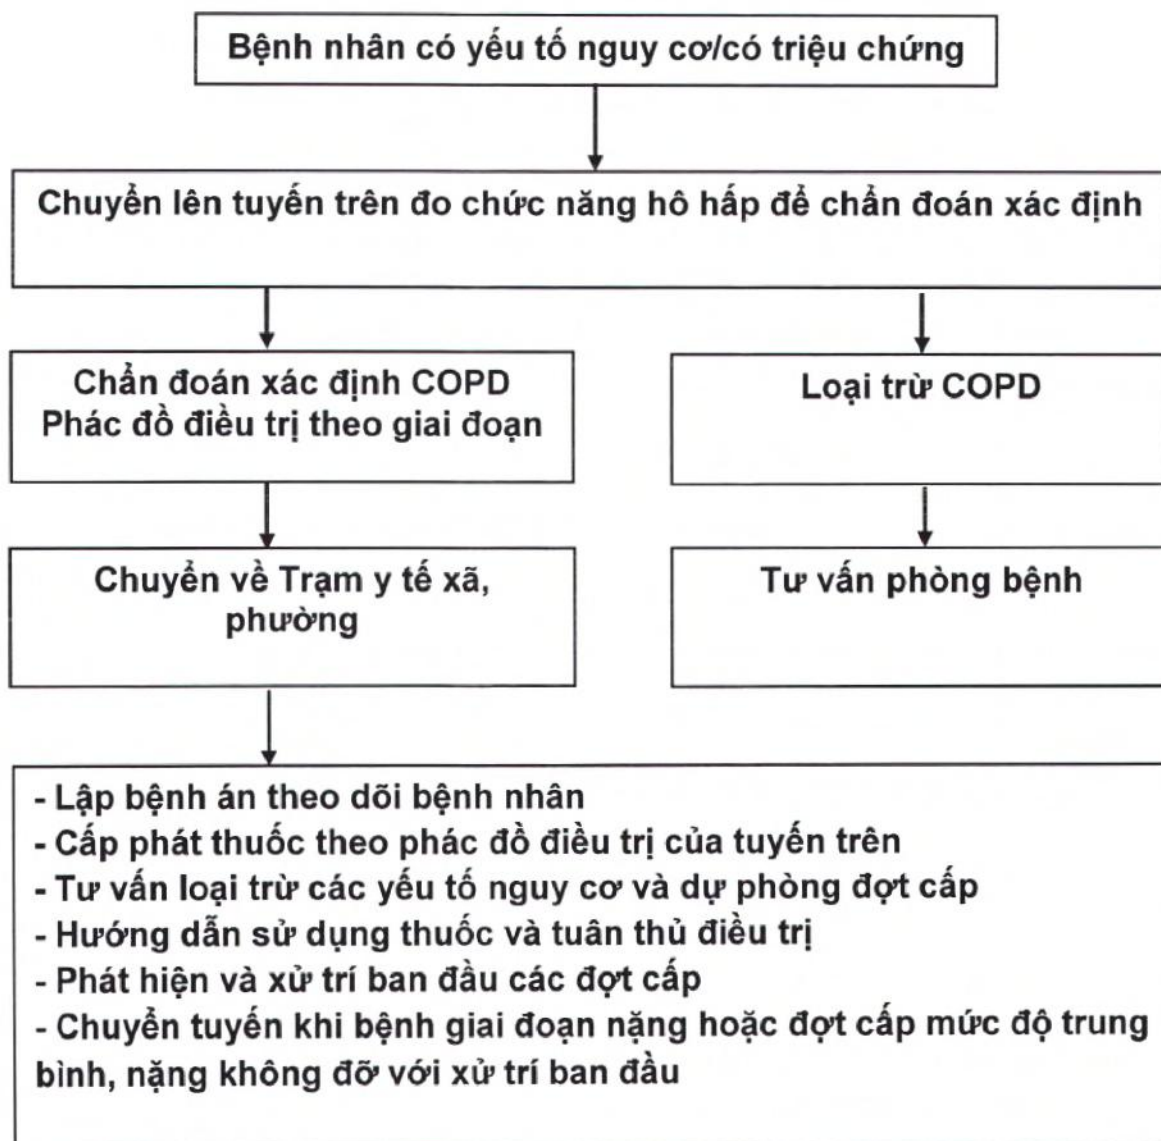 Bệnh nhân có yếu tố nguy cơ/có triệu chứng
Chuyển lên tuyến trên đo chức năng hô hấp để chẩn đoán xác định
Chẩn đoán xác định COPD
Phác đồ điều trị theo giai đoạn
Loại trừ COPD
Chuyển về Trạm y tế xã,
phường
Tư vấn phòng bệnh
- Lập bệnh án theo dõi bệnh nhân
- Cấp phát thuốc theo phác đồ điều trị của tuyến trên
- Tư vấn loại trừ các yếu tố nguy cơ và dự phòng đợt cấp
- Hướng dẫn sử dụng thuốc và tuân thủ điều trị
- Phát hiện và xử trí ban đầu các đợt cấp
- Chuyển tuyến khi bệnh giai đoạn nặng hoặc đợt cấp mức độ trung
bình, nặng không đỡ với xử trí ban đầu